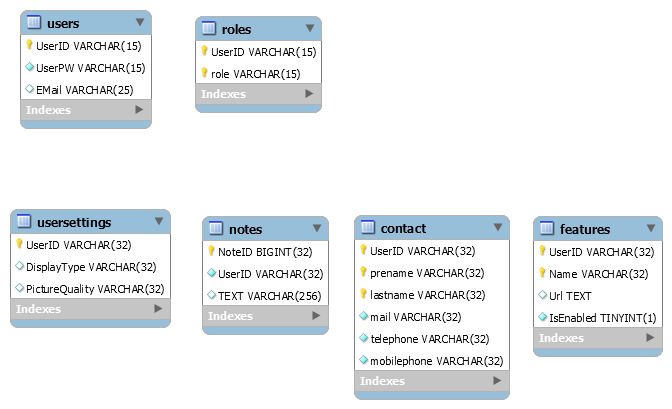 users
UserID VARCHAR(15)
UserPW VARCHAR(15)
EMail VARCHAR(25)
Indexes
roles
UserID VARCHAR(15)
role VARCHAR(15)
Indexes
usersettings
UserID VARCHAR(32)
DisplayType VARCHAR(32)
PictureQuality VARCHAR(32)
Indexes
notes
NoteID BIGINT(32)
UserID VARCHAR(32)
TEXT VARCHAR(256)
Indexes
contact
UserID VARCHAR(32)
prename VARCHAR(32)
lastname VARCHAR(32)
mail VARCHAR(32)
telephone VARCHAR(32)
mobilephone VARCHAR(32)
Indexes
features
UserID VARCHAR(32)
Name VARCHAR(32)
Url TEXT
IsEnabled TINYINT(1)
Indexes